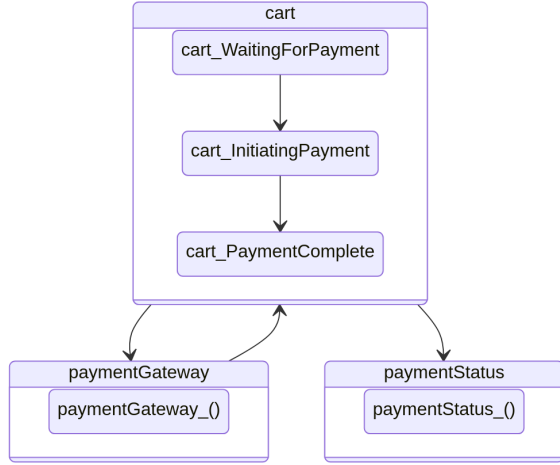 cart
cart_WaitingForPayment
cart_InitiatingPayment
cart_PaymentComplete
paymentGateway
paymentGateway_()
paymentStatus
paymentStatus_()